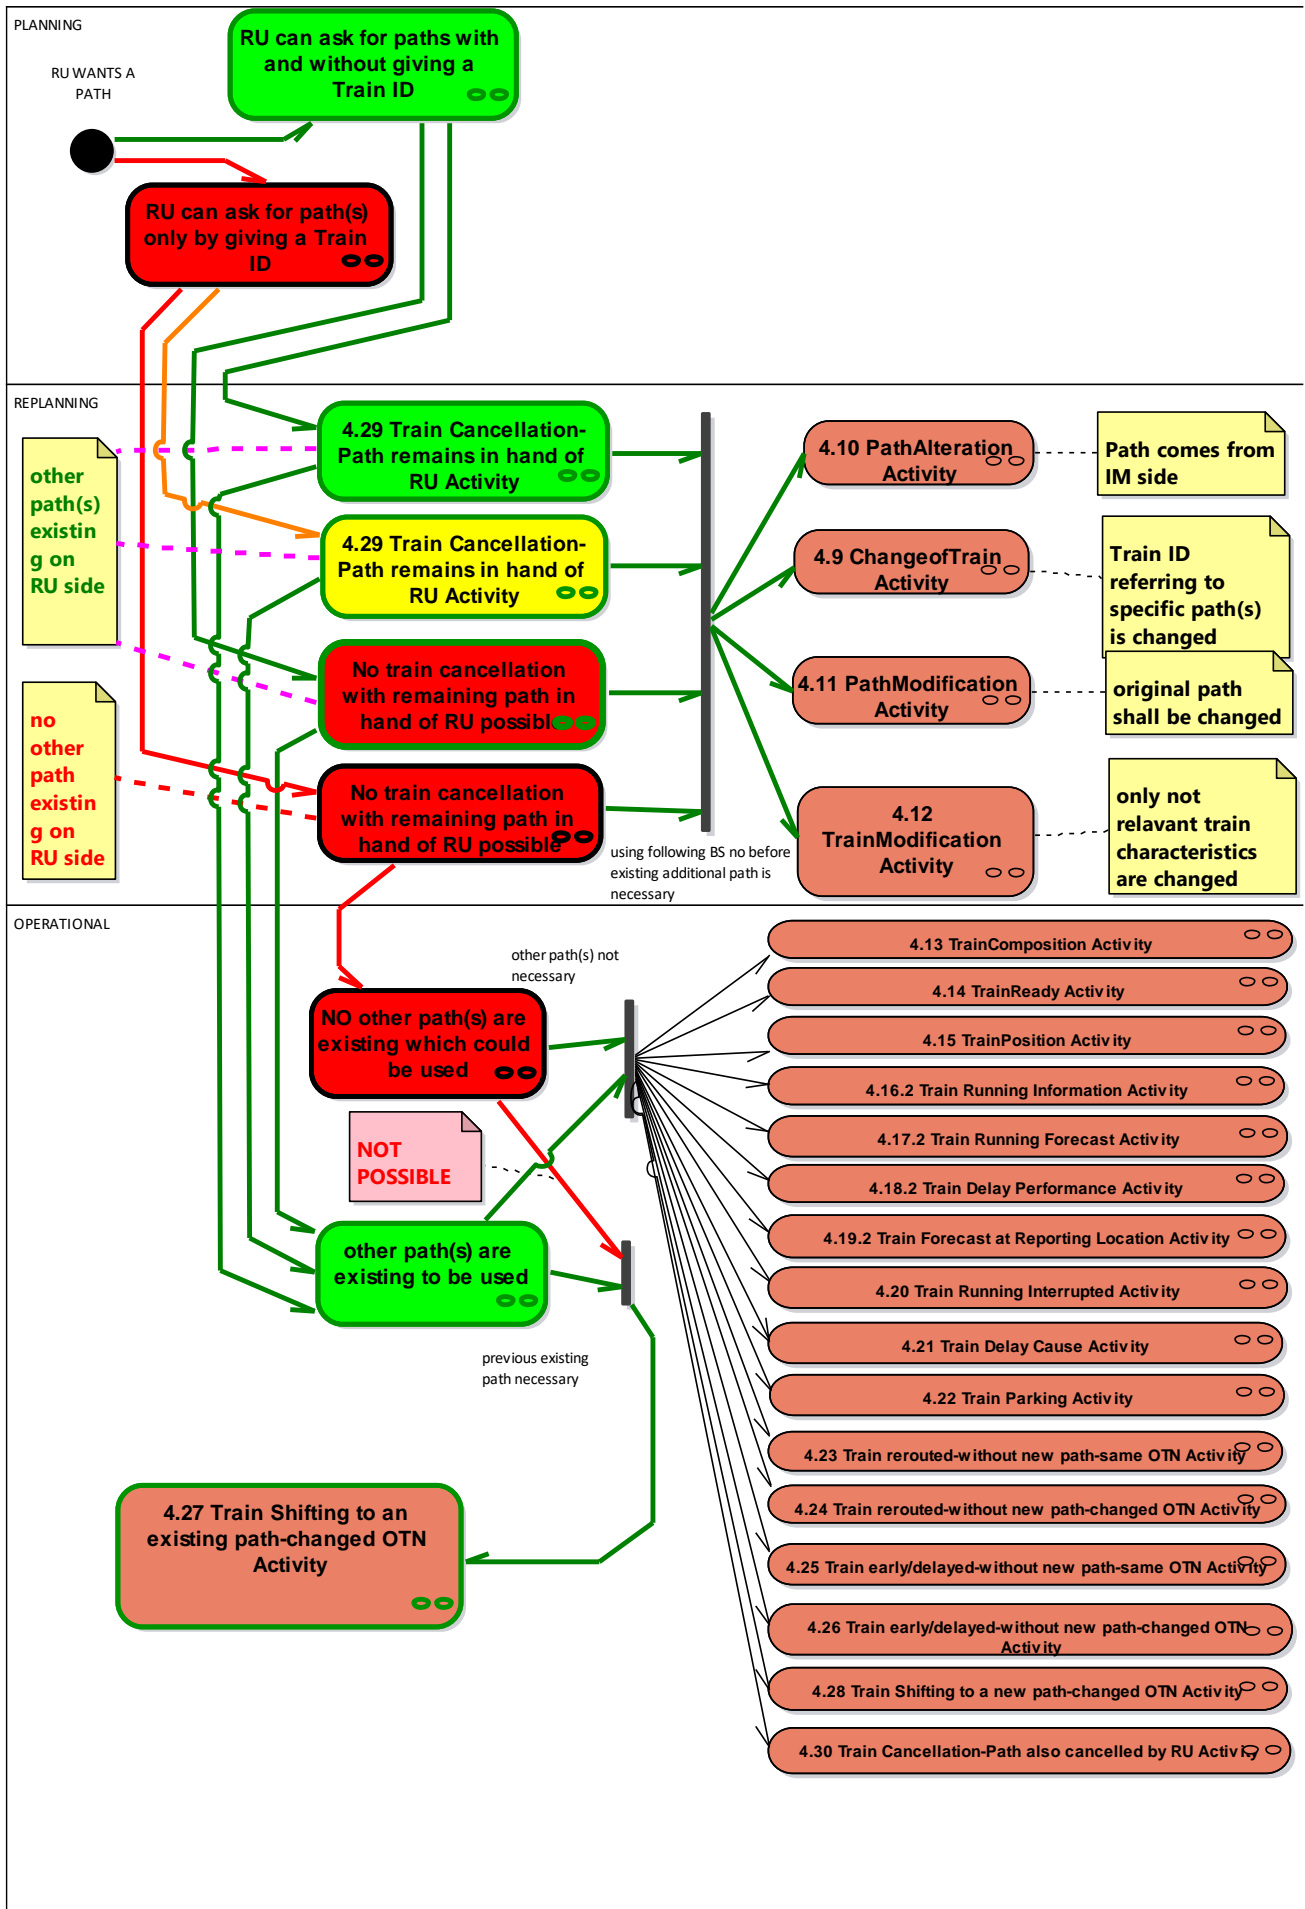 PLANNING
RU can ask for paths with
and without giving a
Train ID
RU WANTS A
PATH
RU can ask for path(s)
only by giving a Train
ID
REPLANNING
other
path(s)
existin
g on
RU side
no
other
path
existin
g on
RU side
4.29 Train Cancellation-
Path remains in hand of
RU Activity
4.29 Train Cancellation-
Path remains in hand of
RU Activity
No train cancellation
with remaining path in
hand of RU possible
No train cancellation
with remaining path in
hand of RU possible
using following BS no before
existing additional path is
necessary
4.10 PathAlteration
Activity
Path comes from
IM side
4.9 ChangeofTrain
Activity
Train ID
referring to
specific path(s)
is changed
4.11 PathModification
Activity
original path
shall be changed
4.12
TrainModification
Activity
only not
relavant train
characteristics
are changed
OPERATIONAL
other path(s) not
necessary
NO other path(s) are
existing which could
be used
NOT
POSSIBLE
other path(s) are
existing to be used
previous existing
path necessary
4.27 Train Shifting to an
existing path-changed OTN
Activity
4.13 TrainComposition Activity
4.14 TrainReady Activity
4.15 TrainPosition Activity
4.16.2 Train Running Information Activity
4.17.2 Train Running Forecast Activity
4.18.2 Train Delay Performance Activity
4.19.2 Train Forecast at Reporting Location Activity
4.20 Train Running Interrupted Activity
4.21 Train Delay Cause Activity
4.22 Train Parking Activity
4.23 Train rerouted-without new path-same OTN Activity
4.24 Train rerouted-without new path-changed OTN Activity
4.25 Train early/delayed-without new path-same OTN Activity
4.26 Train early/delayed-without new path-changed OTN
Activity
4.28 Train Shifting to a new path-changed OTN Activity
4.30 Train Cancellation-Path also cancelled by RU Activity